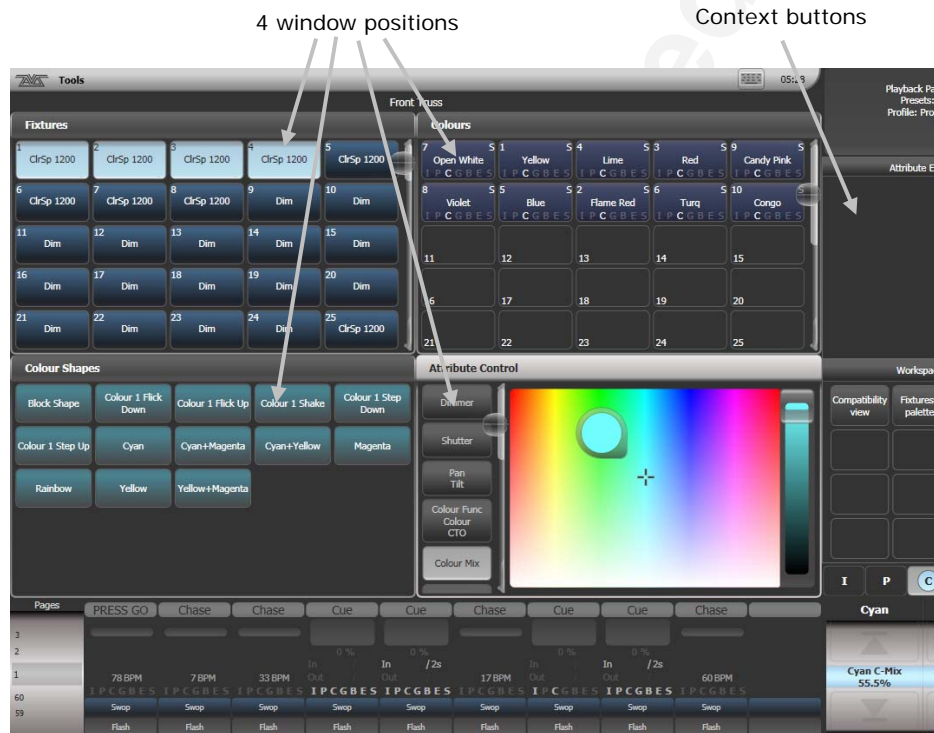 4 window positions
Context buttons
Tools
05:23
Front Truss
Playback Pa
Presets:
Profile: Pro
Fixtures
Colours
Attribute E
1 ClrSp 1200
2 ClrSp 1200
3 ClrSp 1200
4 ClrSp 1200
5 ClrSp 1200
6 ClrSp 1200
7 ClrSp 1200
8 ClrSp 1200
9 Dim
10 Dim
11 Dim
12 Dim
13 Dim
14 Dim
15 Dim
16 Dim
17 Dim
18 Dim
19 Dim
20 Dim
21 Dim
22 Dim
23 Dim
24 Dim
25 ClrSp 1200
7 S
Open White
I P C G B E S
1 S
Yellow
I P C G B E S
4 S
Lime
I P C G B E S
3 S
Red
I P C G B E S
9 S
Candy Pink
I P C G B E S
8 S
Violet
I P C G B E S
5 S
Blue
I P C G B E S
2 S
Flame Red
I P C G B E S
6 S
Turq
I P C G B E S
10 S
Congo
I P C G B E S
11 12 13 14 15
16 17 18 19 20
21 22 23 24 25
Colour Shapes
Block Shape
Colour 1 Flick
Down
Colour 1 Flick Up
Colour 1 Shake
Colour 1 Step
Down
Colour 1 Step Up
Cyan
Cyan+Magenta
Cyan+Yellow
Magenta
Rainbow
Yellow
Yellow+Magenta
Attribute Control
Dimmer
Shutter
Pan
Tilt
Colour Func
Colour
CTO
Colour Mix
Workspa
Compatibility
view
Fixtures
palette
I P C
Pages
3
2
1
60
59
PRESS GO Chase Chase Cue Cue Chase Cue Cue Chase
0 % 0 % 0 % 0 %
In In /2s In In /2s
Out Out Out Out
78 BPM 7 BPM 33 BPM 17 BPM 60 BPM
I P C G B E S I P C G B E S I P C G B E S I P C G B E S I P C G B E S I P C G B E S I P C G B E S I P C G B E S I P C G B E S
Swop Swop Swop Swop Swop Swop Swop Swop Swop
Flash Flash Flash Flash Flash Flash Flash Flash Flash
Cyan
Cyan C-Mix
55.5%